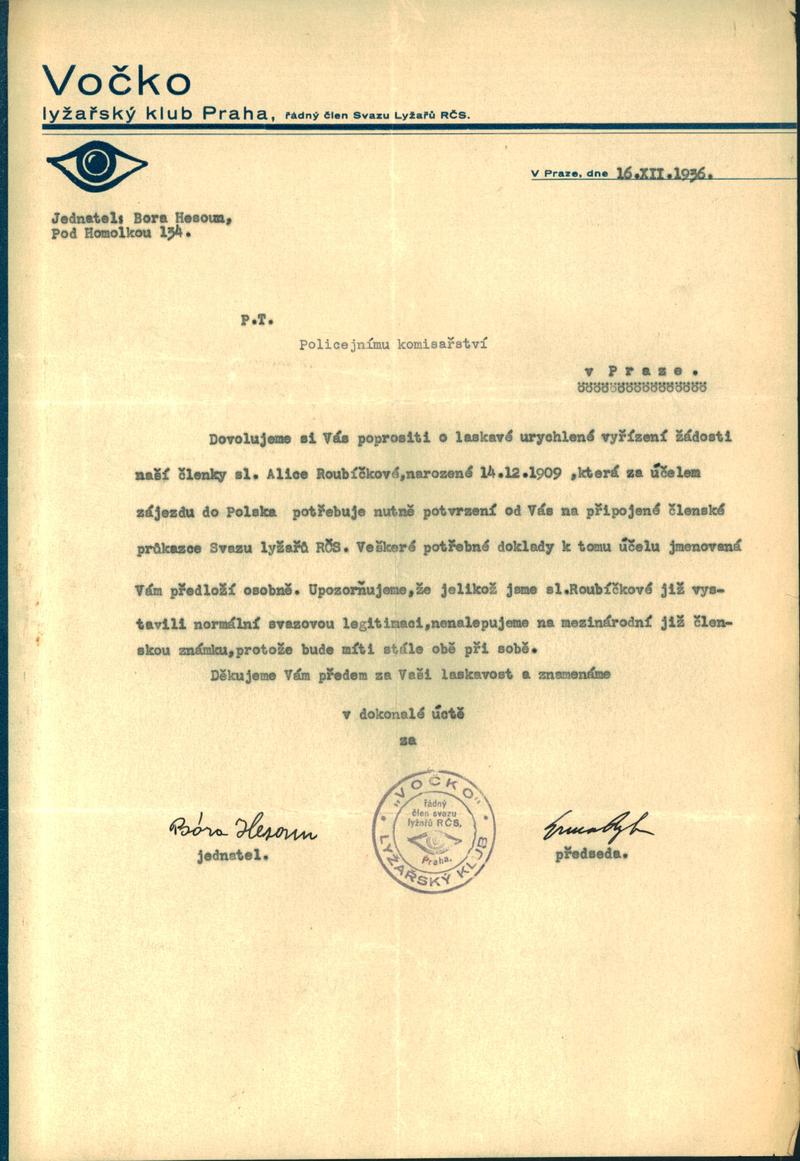 Vočko
lyžařský klub Praha, řádný člen Svazu Lyžařů RČS.
V Praze, dne 16.XII.1936.
Jednatel: Bora Hesoun,
Pod Homolkou 134.
P.T.
Policejnímu komisařství
v Praze.
Dovolujeme si Vás poprositi o laskavé urychlené vyřízení žádosti
naší členky sl. Alice Roubíčkové,narozené 14.12.1909 ,která za účelem
zájezdu do Polska potřebuje nutně potvrzení od Vás na připojené členské
průkazce Svazu lyžařů RČS. Veškeré potřebné doklady k tomu účelu jmenovaná
Vám předloží osobně. Upozorňujeme,že jelikož jsme sl.Roubíčkové již vys-
tavili normální svazovou legitimaci,nenalepujeme na mezinárodní již člen-
skou známku,protože bude míti stále obě při sobě.
Děkujeme Vám předem za Vaši laskavost a znamenáme
v dokonalé úctě
za
"VOČKO"
řádný
člen svazu
lyžařů RČS.
Praha.
LYŽAŘSKÝ KLUB
Bóra Hesoun
jednatel.
předseda.